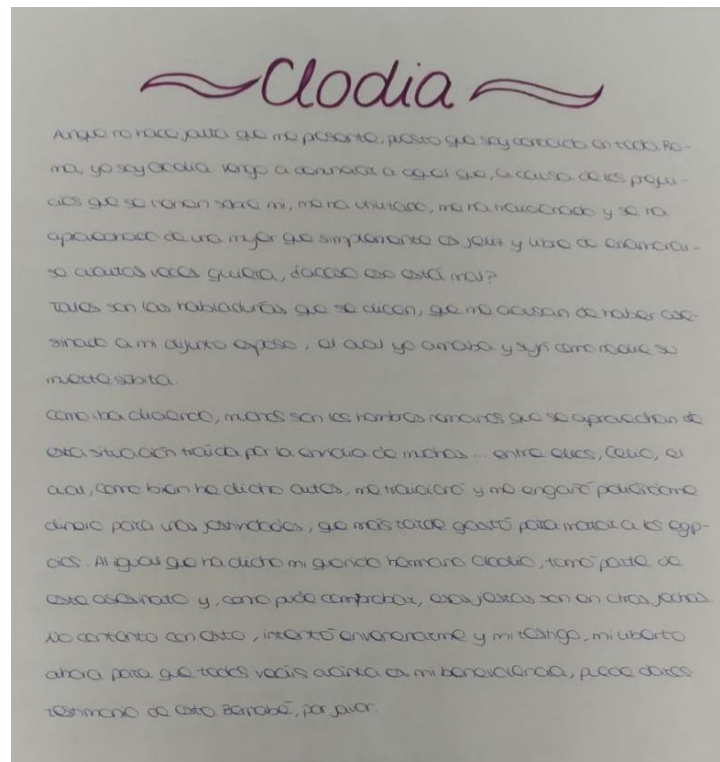 Clodia
Aunque no hace falta que me presente, puesto que soy conocida en toda Ro-
ma, yo soy Clodia. Vengo a denunciar a aquel que, a causa de los prejui-
cios que se tienen sobre mi, me ha utilizado, me ha traicionado y se ha
aprovechado de una mujer que simplemente es feliz y libre de enamorar-
se cuantas veces quiera, ¿acaso eso está mal?
Tales son las habladurías que se dicen, que me acusan de haber ase-
sinado a mi difunto esposo, el cual yo amaba y sufrí como nadie su
muerte súbita.
Como iba diciendo, muchos son los hombres romanos que se aprovechan de
esta situación traída por la envidia de muchos... entre ellos, Celio, el
cual, como bien he dicho antes, me traicionó y me engañó pidiéndome
dinero para unas festividades, que más tarde gastó para matar a los egip-
cios. Al igual que ha dicho mi querido hermano Clodio, tomó parte de
este asesinato y, como pude comprobar, esas fiestas son en otras fechas.
No contento con esto, intentó envenenarme y mi testigo, mi liberto
ahora para que todos veáis cuánta es mi benevolencia, puede daros
testimonio de esto. Bernabé, por favor.